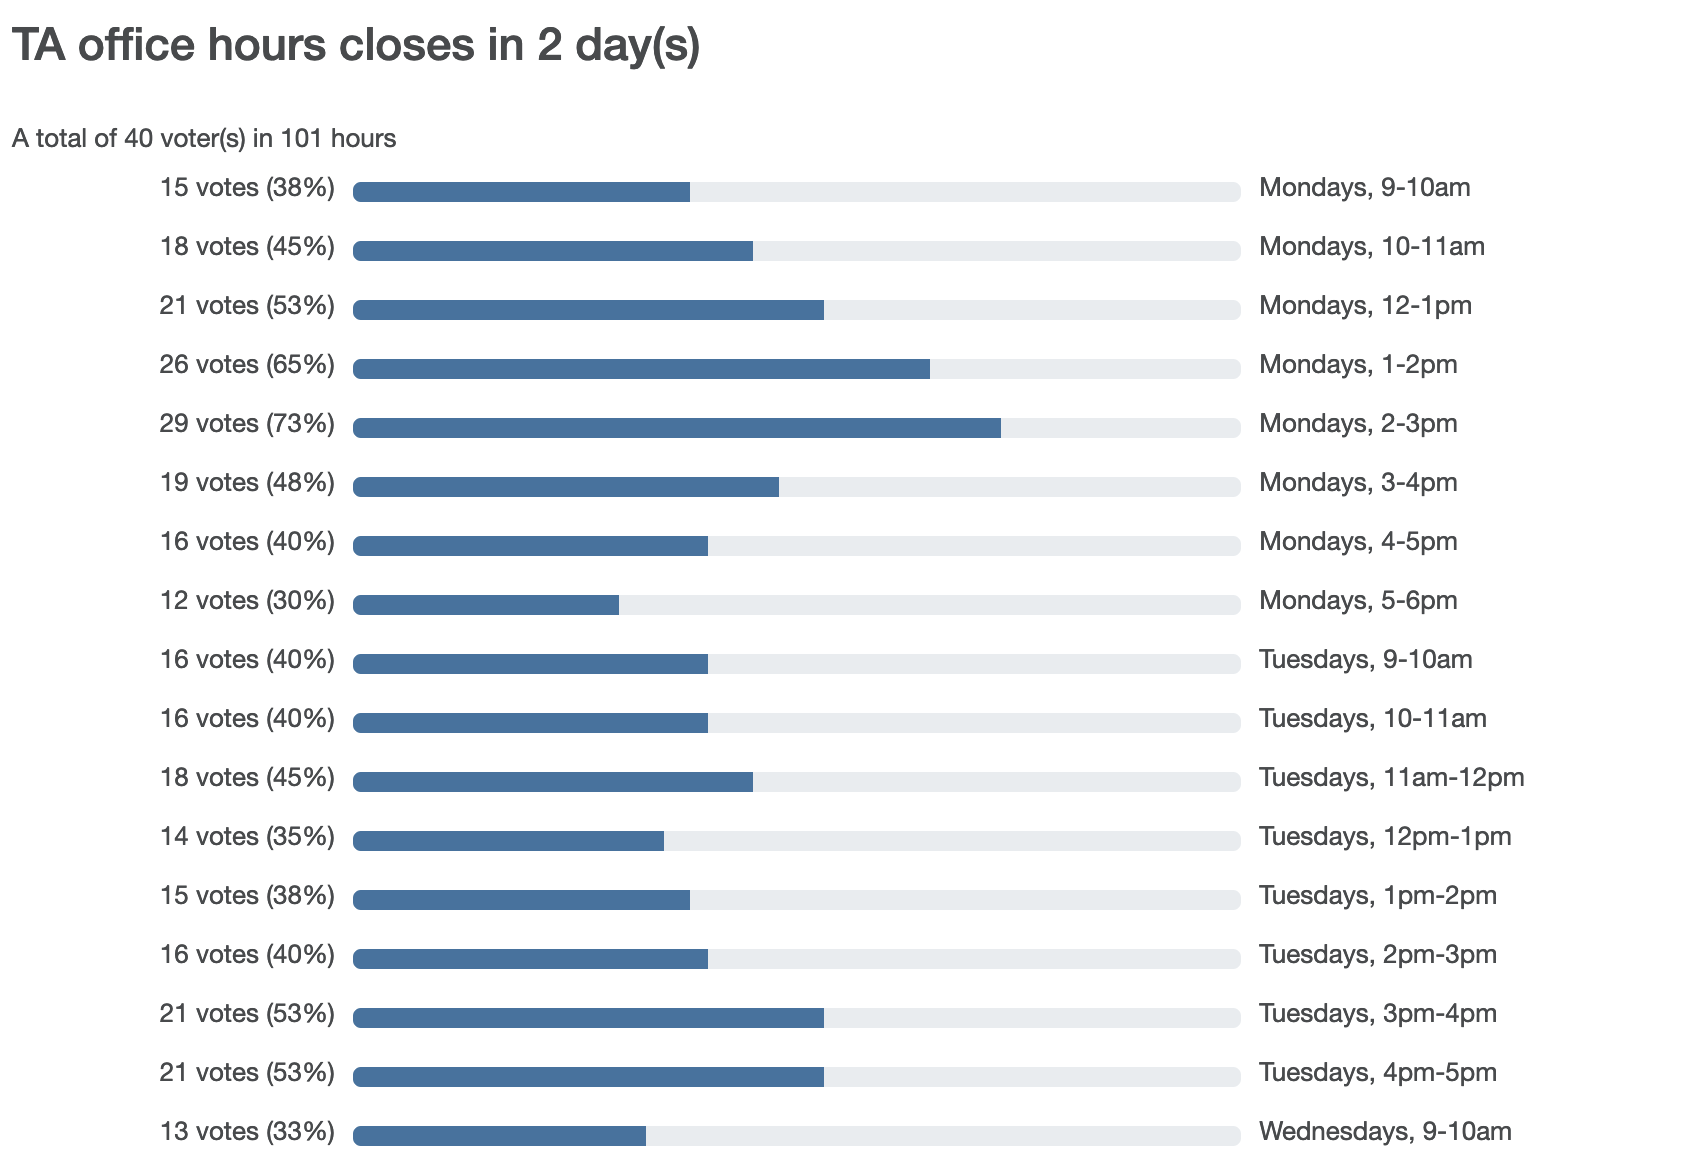 TA office hours closes in 2 day(s)
A total of 40 voter(s) in 101 hours
15 votes (38%) Mondays, 9-10am
18 votes (45%) Mondays, 10-11am
21 votes (53%) Mondays, 12-1pm
26 votes (65%) Mondays, 1-2pm
29 votes (73%) Mondays, 2-3pm
19 votes (48%) Mondays, 3-4pm
16 votes (40%) Mondays, 4-5pm
12 votes (30%) Mondays, 5-6pm
16 votes (40%) Tuesdays, 9-10am
16 votes (40%) Tuesdays, 10-11am
18 votes (45%) Tuesdays, 11am-12pm
14 votes (35%) Tuesdays, 12pm-1pm
15 votes (38%) Tuesdays, 1pm-2pm
16 votes (40%) Tuesdays, 2pm-3pm
21 votes (53%) Tuesdays, 3pm-4pm
21 votes (53%) Tuesdays, 4pm-5pm
13 votes (33%) Wednesdays, 9-10am